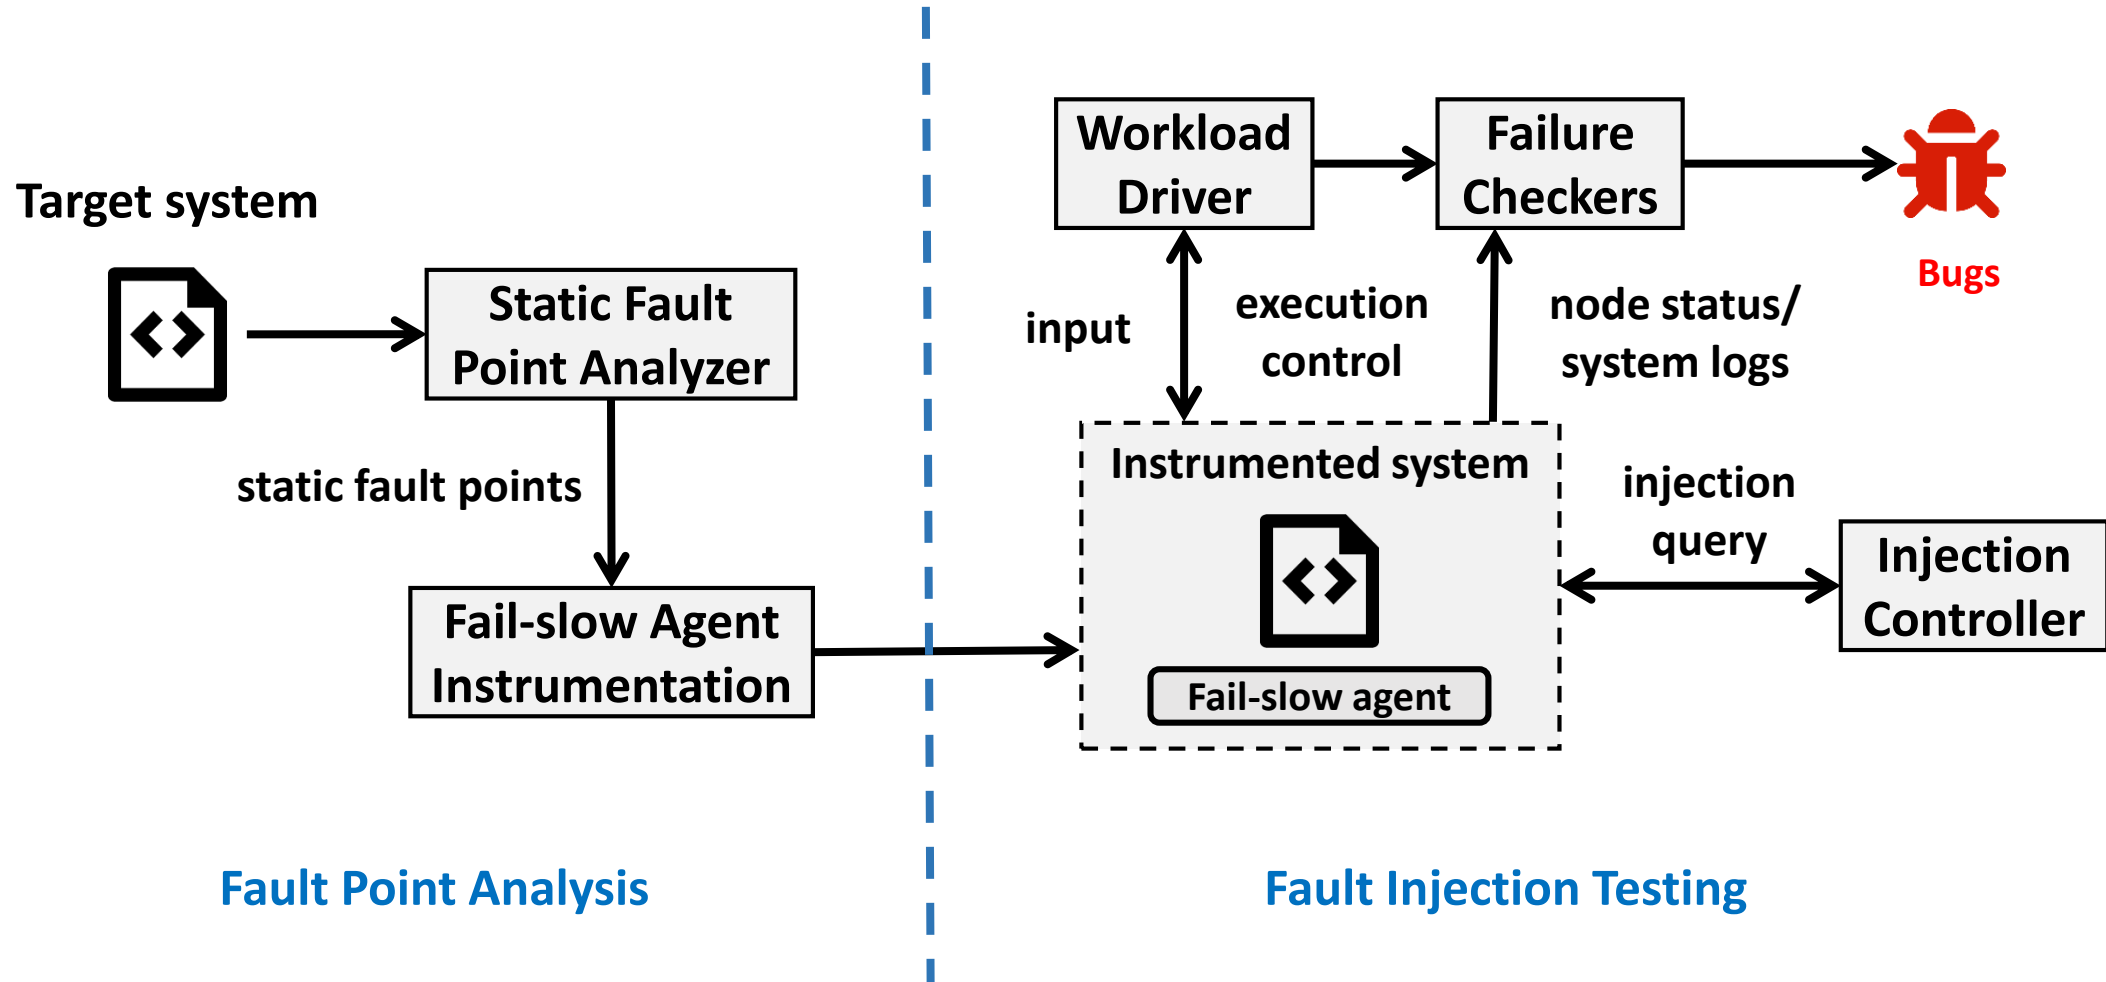 Target system
Static Fault
Point Analyzer
static fault points
Fail-slow Agent
Instrumentation
Fault Point Analysis
Workload
Driver
Failure
Checkers
Bugs
input
execution
control
node status/
system logs
Instrumented system
Fail-slow agent
injection
query
Injection
Controller
Fault Injection Testing